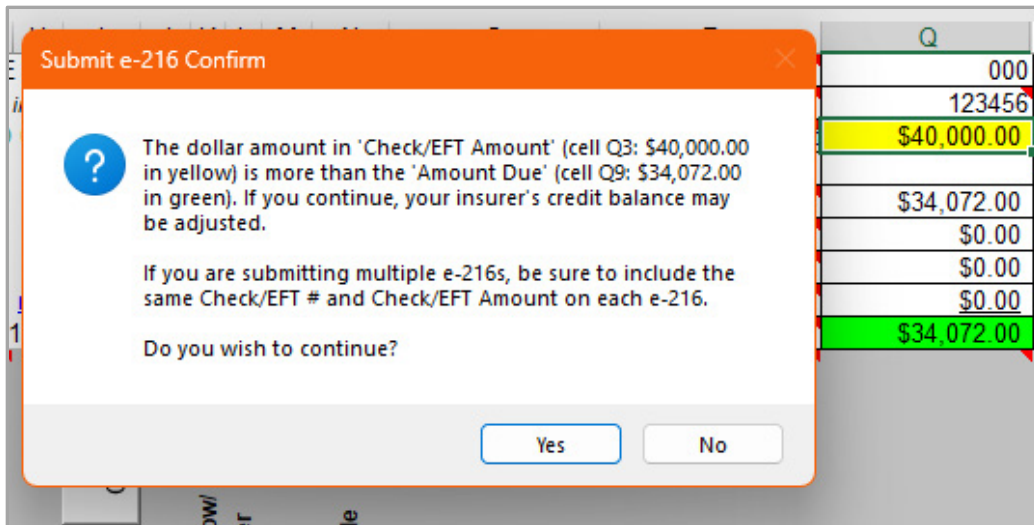 Q
Submit e-216 Confirm
000
123456
$40,000.00
The dollar amount in 'Check/EFT Amount' (cell Q3: $40,000.00
in yellow) is more than the 'Amount Due' (cell Q9: $34,072.00
in green). If you continue, your insurer's credit balance may
be adjusted.
If you are submitting multiple e-216s, be sure to include the
same Check/EFT # and Check/EFT Amount on each e-216.
Do you wish to continue?
$34,072.00
$0.00
$0.00
$0.00
$34,072.00
Yes
No